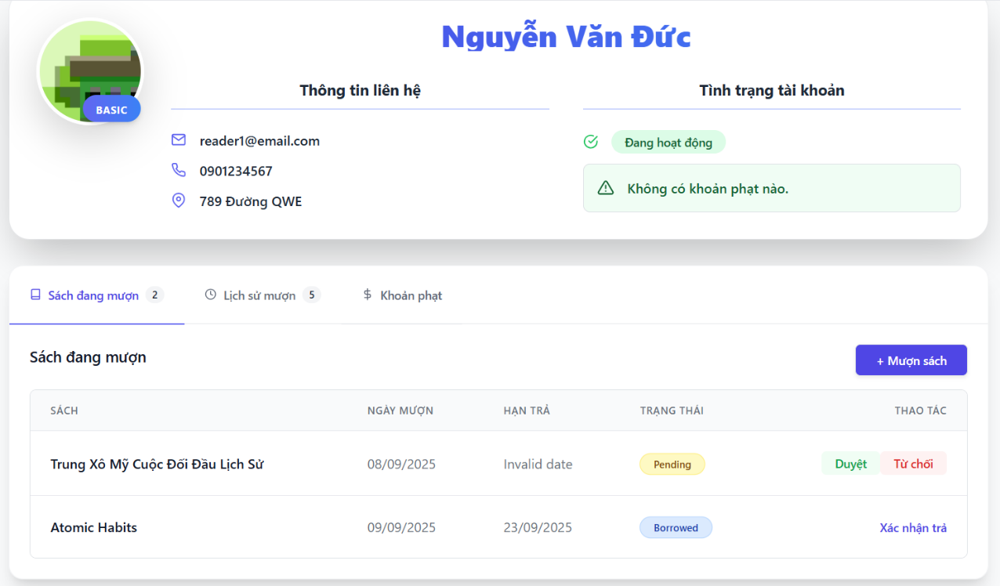 Nguyễn Văn Đức
BASIC
Thông tin liên hệ
reader1@email.com
0901234567
789 Đường QWE
Tình trạng tài khoản
Đang hoạt động
Không có khoản phạt nào.
Sách đang mượn 2 Lịch sử mượn 5 Khoản phạt
Sách đang mượn
+ Mượn sách
SÁCH NGÀY MƯỢN HẠN TRẢ TRẠNG THÁI THAO TÁC
Trung Xô Mỹ Cuộc Đối Đầu Lịch Sử 08/09/2025 Invalid date Pending Duyệt Từ chối
Atomic Habits 09/09/2025 23/09/2025 Borrowed Xác nhận trả